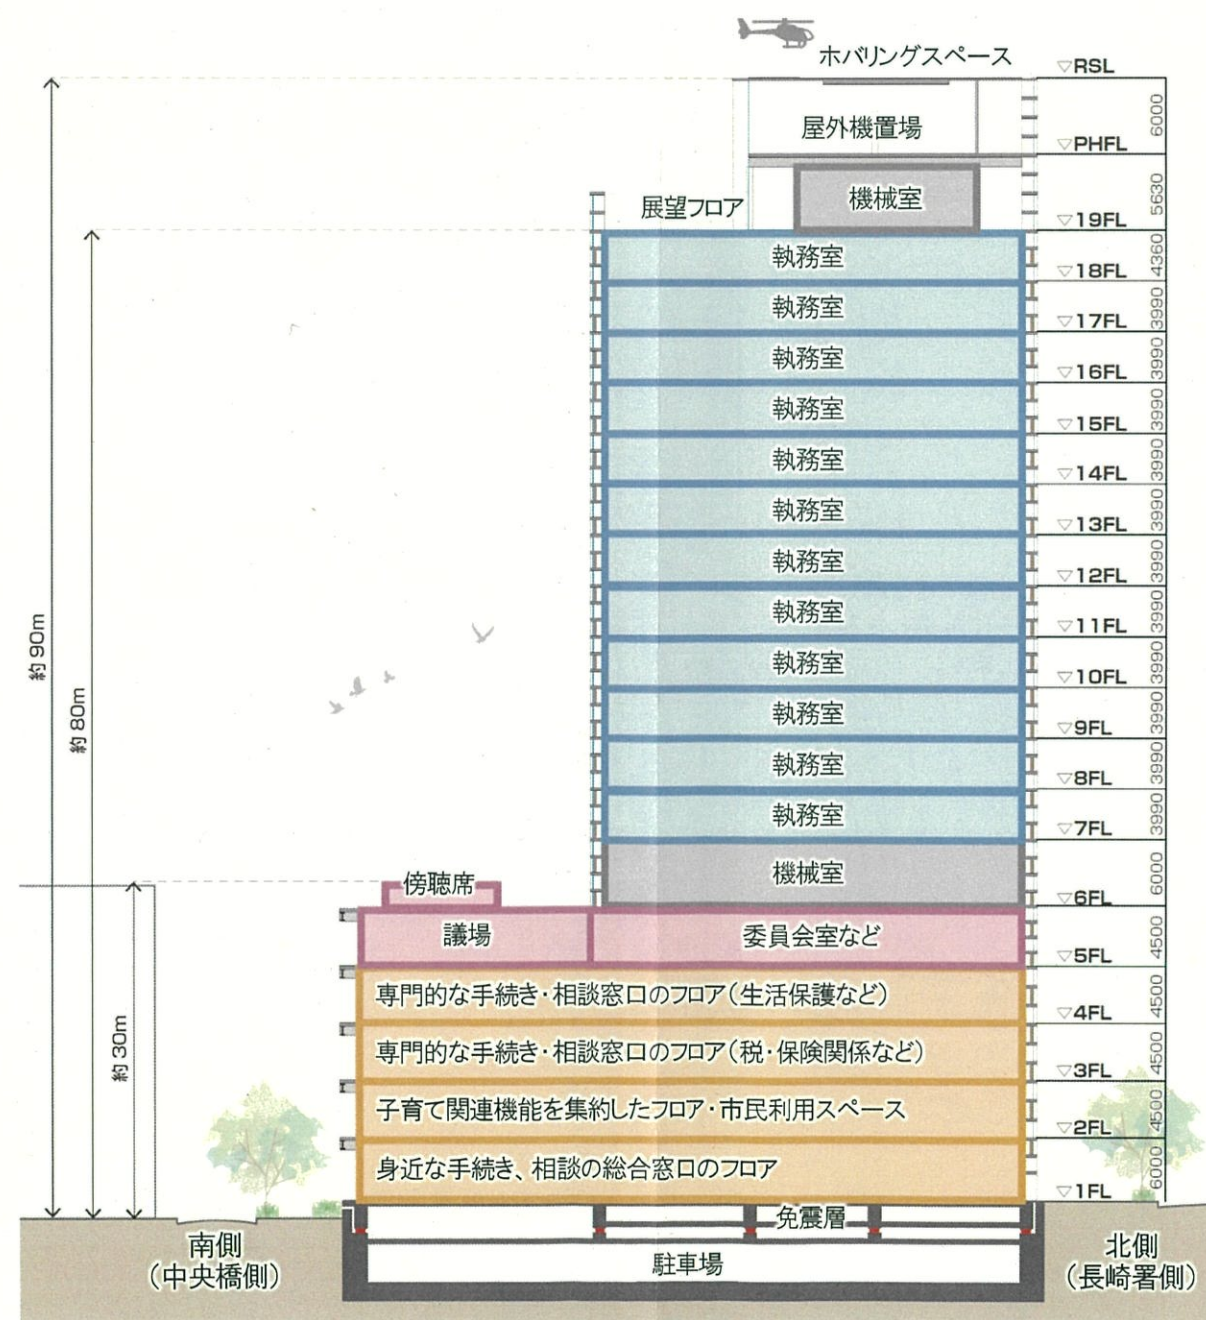 ホバリングスペース
▽RSL
6000
屋外機置場
▽PHFL
5630
機械室
展望フロア
▽19FL
4360
執務室
▽18FL
3990
執務室
▽17FL
3990
執務室
▽16FL
3990
執務室
▽15FL
3990
執務室
▽14FL
3990
執務室
▽13FL
3990
執務室
▽12FL
3990
執務室
▽11FL
3990
執務室
▽10FL
3990
執務室
▽9FL
3990
執務室
▽8FL
3990
執務室
▽7FL
6000
機械室
▽6FL
4500
傍聴席
議場
委員会室など
▽5FL
4500
専門的な手続き・相談窓口のフロア(生活保護など)
▽4FL
4500
専門的な手続き・相談窓口のフロア(税・保険関係など)
▽3FL
4500
子育て関連機能を集約したフロア・市民利用スペース
▽2FL
6000
身近な手続き、相談の総合窓口のフロア
▽1FL
免震層
駐車場
約90m
約80m
約30m
南側
(中央橋側)
北側
(長崎署側)